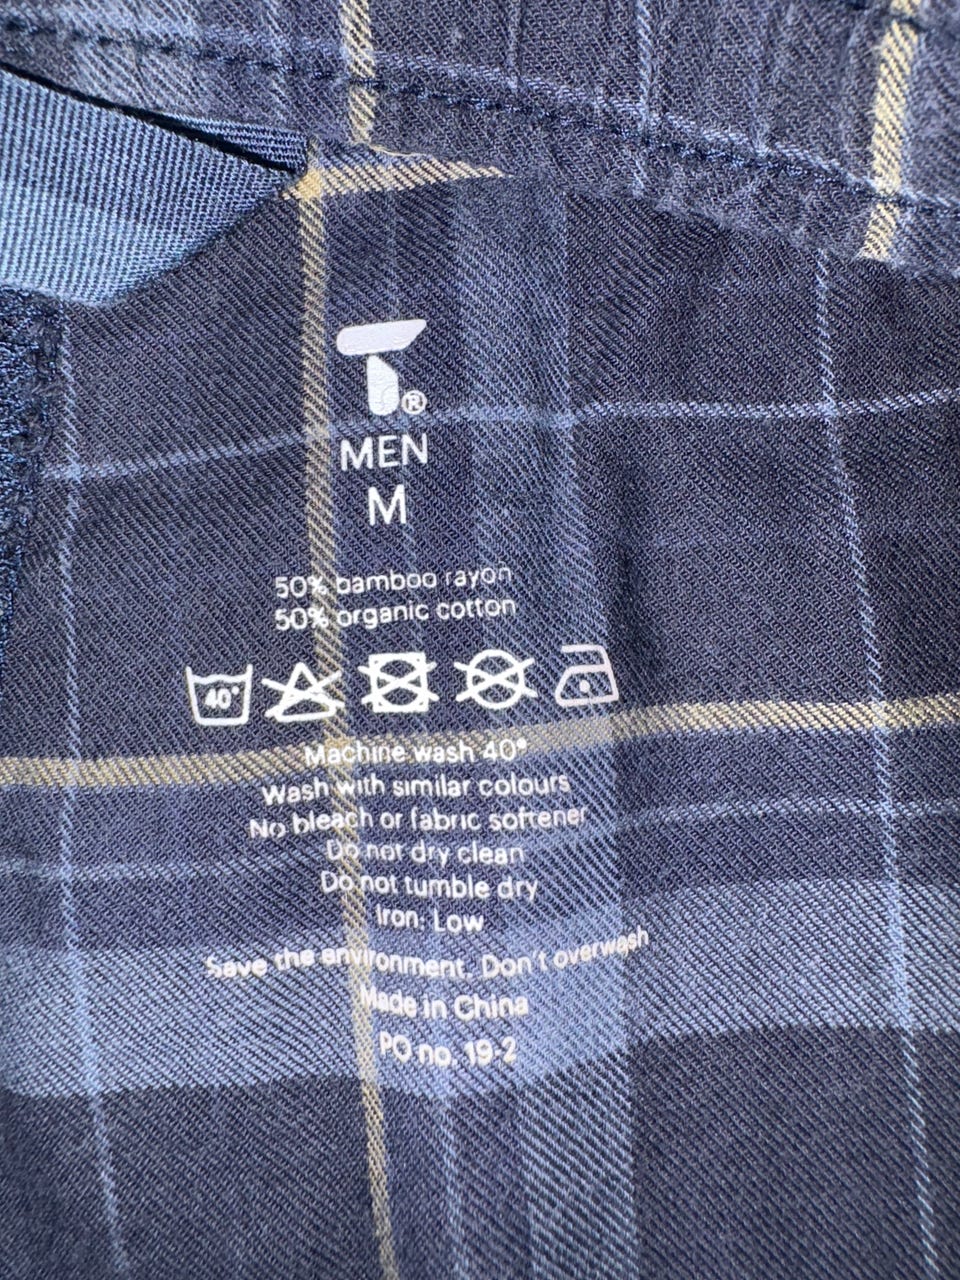 T®
MEN
M
50% bamboo rayon
50% organic cotton
40°
Machine wash 40°
Wash with similar colours
No bleach or fabric softener
Do not dry clean
Do not tumble dry
Iron: Low
Save the environment. Don't overwash
Made in China
PO no. 19-2